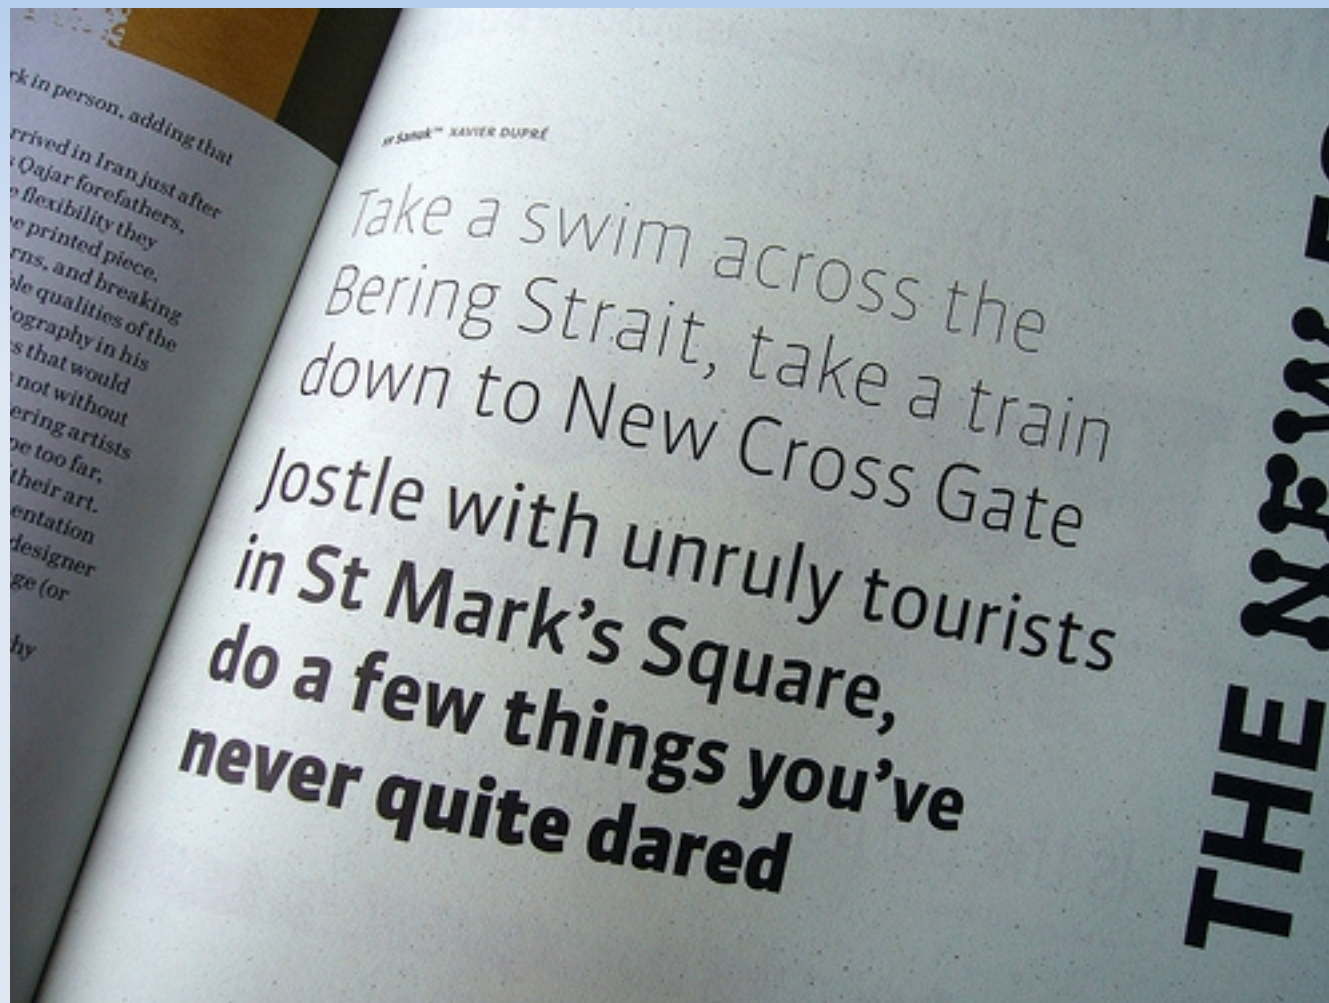 rk in person, adding that
rrived in Iran just after
Qajar forefathers,
flexibility they
e printed piece.
rns, and breaking
ble qualities of the
ography in his
s that would
not without
ering artists
be too far,
their art.
entation
designer
ge (or
hy
FF Sanuk™ XAVIER DUPRÉ
Take a swim across the
Bering Strait, take a train
down to New Cross Gate
Jostle with unruly tourists
in St Mark’s Square,
do a few things you’ve
never quite dared
THE NEW